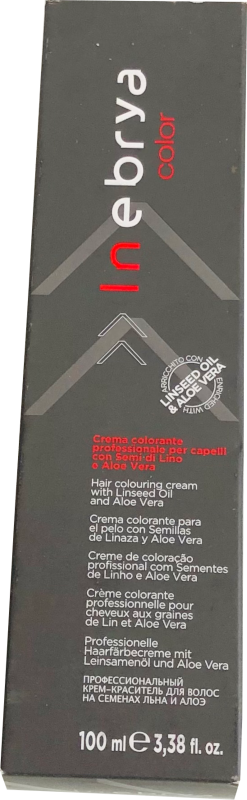 Inebrya
color
ARRICCHITO CON
LINSEED OIL
& ALOE VERA
ENRICHED WITH
Crema colorante
professionale per capelli
con Semi di Lino
e Aloe Vera
Hair colouring cream
with Linseed Oil
and Aloe Vera
Crema colorante para
el pelo con Semillas
de Linaza y Aloe Vera
Creme de coloração
profissional com Sementes
de Linho e Aloe Vera
Crème colorante
professionnelle pour
cheveux aux graines
de Lin et Aloe Vera
Professionelle
Haarfärbecreme mit
Leinsamenöl und Aloe Vera
ПРОФЕССИОНАЛЬНЫЙ
КРЕМ-КРАСИТЕЛЬ ДЛЯ ВОЛОС
НА СЕМЕНАХ ЛЬНА И АЛОЭ
100 ml ℮ 3,38 fl. oz.